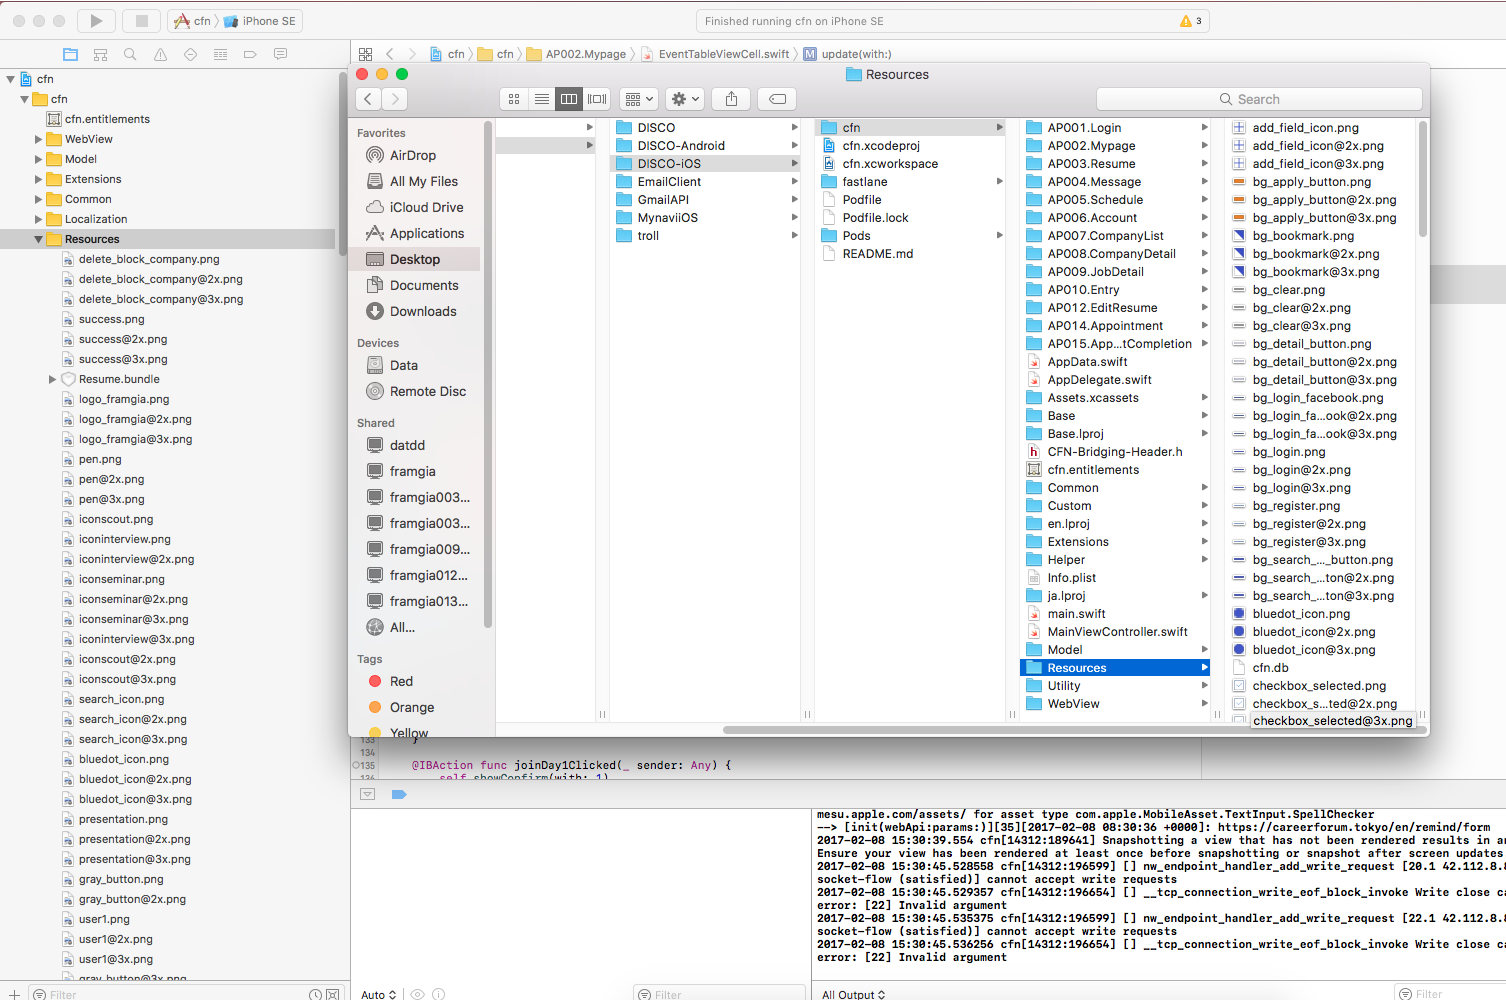 cfn
iPhone SE
Finished running cfn on iPhone SE
3
cfn
cfn
AP002.Mypage
EventTableViewCell.swift
M
update(with:)
cfn
cfn
cfn.entitlements
WebView
Model
Extensions
Common
Localization
Resources
delete_block_company.png
delete_block_company@2x.png
delete_block_company@3x.png
success.png
success@2x.png
success@3x.png
Resume.bundle
logo_framgia.png
logo_framgia@2x.png
logo_framgia@3x.png
pen.png
pen@2x.png
pen@3x.png
iconscout.png
iconinterview.png
iconinterview@2x.png
iconseminar.png
iconseminar@2x.png
iconseminar@3x.png
iconinterview@3x.png
iconscout@2x.png
iconscout@3x.png
search_icon.png
search_icon@2x.png
search_icon@3x.png
bluedot_icon.png
bluedot_icon@2x.png
bluedot_icon@3x.png
presentation.png
presentation@2x.png
presentation@3x.png
gray_button.png
gray_button@2x.png
user1.png
user1@2x.png
user1@3x.png
gray_button@3x.png
Filter
Resources
Search
Favorites
AirDrop
All My Files
iCloud Drive
Applications
Desktop
Documents
Downloads
Devices
Data
Remote Disc
Shared
datdd
framgia
framgia003...
framgia003...
framgia009...
framgia012...
framgia013...
All...
Tags
Red
Orange
Yellow
DISCO
DISCO-Android
DISCO-iOS
EmailClient
GmailAPI
MynaviiOS
troll
cfn
cfn.xcodeproj
cfn.xcworkspace
fastlane
Podfile
Podfile.lock
Pods
README.md
AP001.Login
AP002.Mypage
AP003.Resume
AP004.Message
AP005.Schedule
AP006.Account
AP007.CompanyList
AP008.CompanyDetail
AP009.JobDetail
AP010.Entry
AP012.EditResume
AP014.Appointment
AP015.App...tCompletion
AppData.swift
AppDelegate.swift
Assets.xcassets
Base
Base.lproj
CFN-Bridging-Header.h
cfn.entitlements
Common
Custom
en.lproj
Extensions
Helper
Info.plist
ja.lproj
main.swift
MainViewController.swift
Model
Resources
Utility
WebView
add_field_icon.png
add_field_icon@2x.png
add_field_icon@3x.png
bg_apply_button.png
bg_apply_button@2x.png
bg_apply_button@3x.png
bg_bookmark.png
bg_bookmark@2x.png
bg_bookmark@3x.png
bg_clear.png
bg_clear@2x.png
bg_clear@3x.png
bg_detail_button.png
bg_detail_button@2x.png
bg_detail_button@3x.png
bg_login_facebook.png
bg_login_fa...ook@2x.png
bg_login_fa...ook@3x.png
bg_login.png
bg_login@2x.png
bg_login@3x.png
bg_register.png
bg_register@2x.png
bg_register@3x.png
bg_search_..._button.png
bg_search_...ton@2x.png
bg_search_...ton@3x.png
bluedot_icon.png
bluedot_icon@2x.png
bluedot_icon@3x.png
cfn.db
checkbox_selected.png
checkbox_s...ted@2x.png
checkbox_selected@3x.png
133 }
134
135 @IBAction func joinDay1Clicked(_ sender: Any) {
136 self.showConfirm(with: 1)
mesu.apple.com/assets/ for asset type com.apple.MobileAsset.TextInput.SpellChecker
--> [init(webApi:params:)][35][2017-02-08 08:30:36 +0000]: https://careerforum.tokyo/en/remind/form
2017-02-08 15:30:39.554 cfn[14312:189641] Snapshotting a view that has not been rendered results in an
Ensure your view has been rendered at least once before snapshotting or snapshot after screen updates
2017-02-08 15:30:45.528558 cfn[14312:196599] [] nw_endpoint_handler_add_write_request [20.1 42.112.8.8
socket-flow (satisfied)] cannot accept write requests
2017-02-08 15:30:45.529357 cfn[14312:196654] [] __tcp_connection_write_eof_block_invoke Write close ca
error: [22] Invalid argument
2017-02-08 15:30:45.535375 cfn[14312:196599] [] nw_endpoint_handler_add_write_request [22.1 42.112.8.8
socket-flow (satisfied)] cannot accept write requests
2017-02-08 15:30:45.536256 cfn[14312:196654] [] __tcp_connection_write_eof_block_invoke Write close ca
error: [22] Invalid argument
Auto
Filter
All Output
Filter